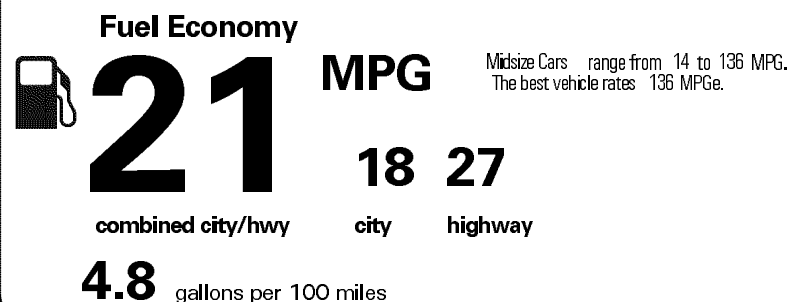 Fuel Economy
21 MPG
Midsize Cars range from 14 to 136 MPG.
The best vehicle rates 136 MPGe.
18 27
combined city/hwy city highway
4.8 gallons per 100 miles